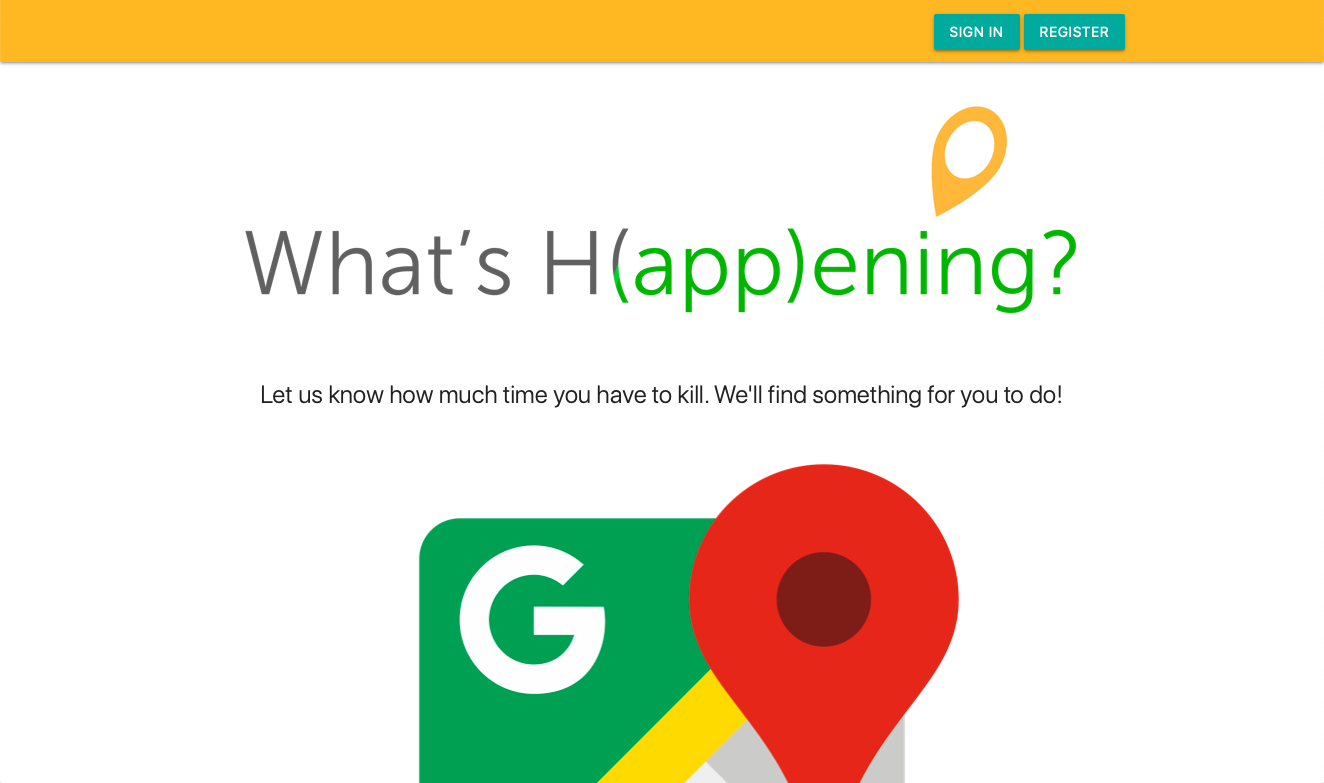 SIGN IN REGISTER
What's H(app)ening?
Let us know how much time you have to kill. We'll find something for you to do!
G